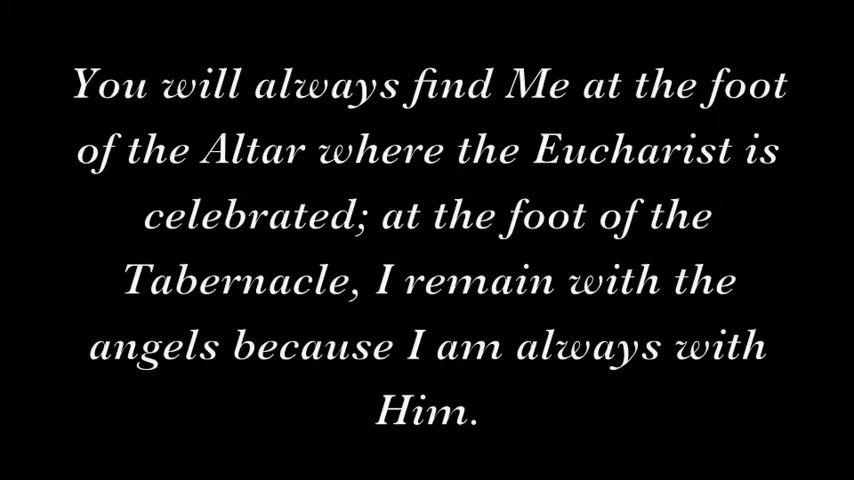 You will always find Me at the foot
of the Altar where the Eucharist is
celebrated; at the foot of the
Tabernacle, I remain with the
angels because I am always with
Him.